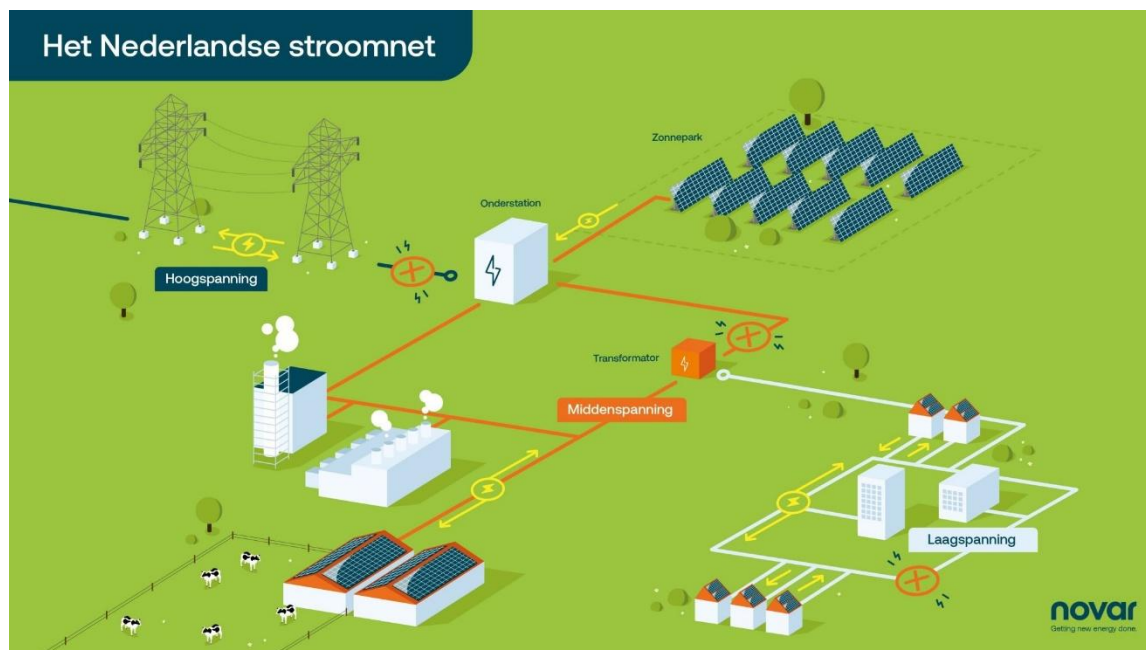 Het Nederlandse stroomnet
Zonnepark
Onderstation
Hoogspanning
Transformator
Middenspanning
Laagspanning
novar
Getting new energy done.